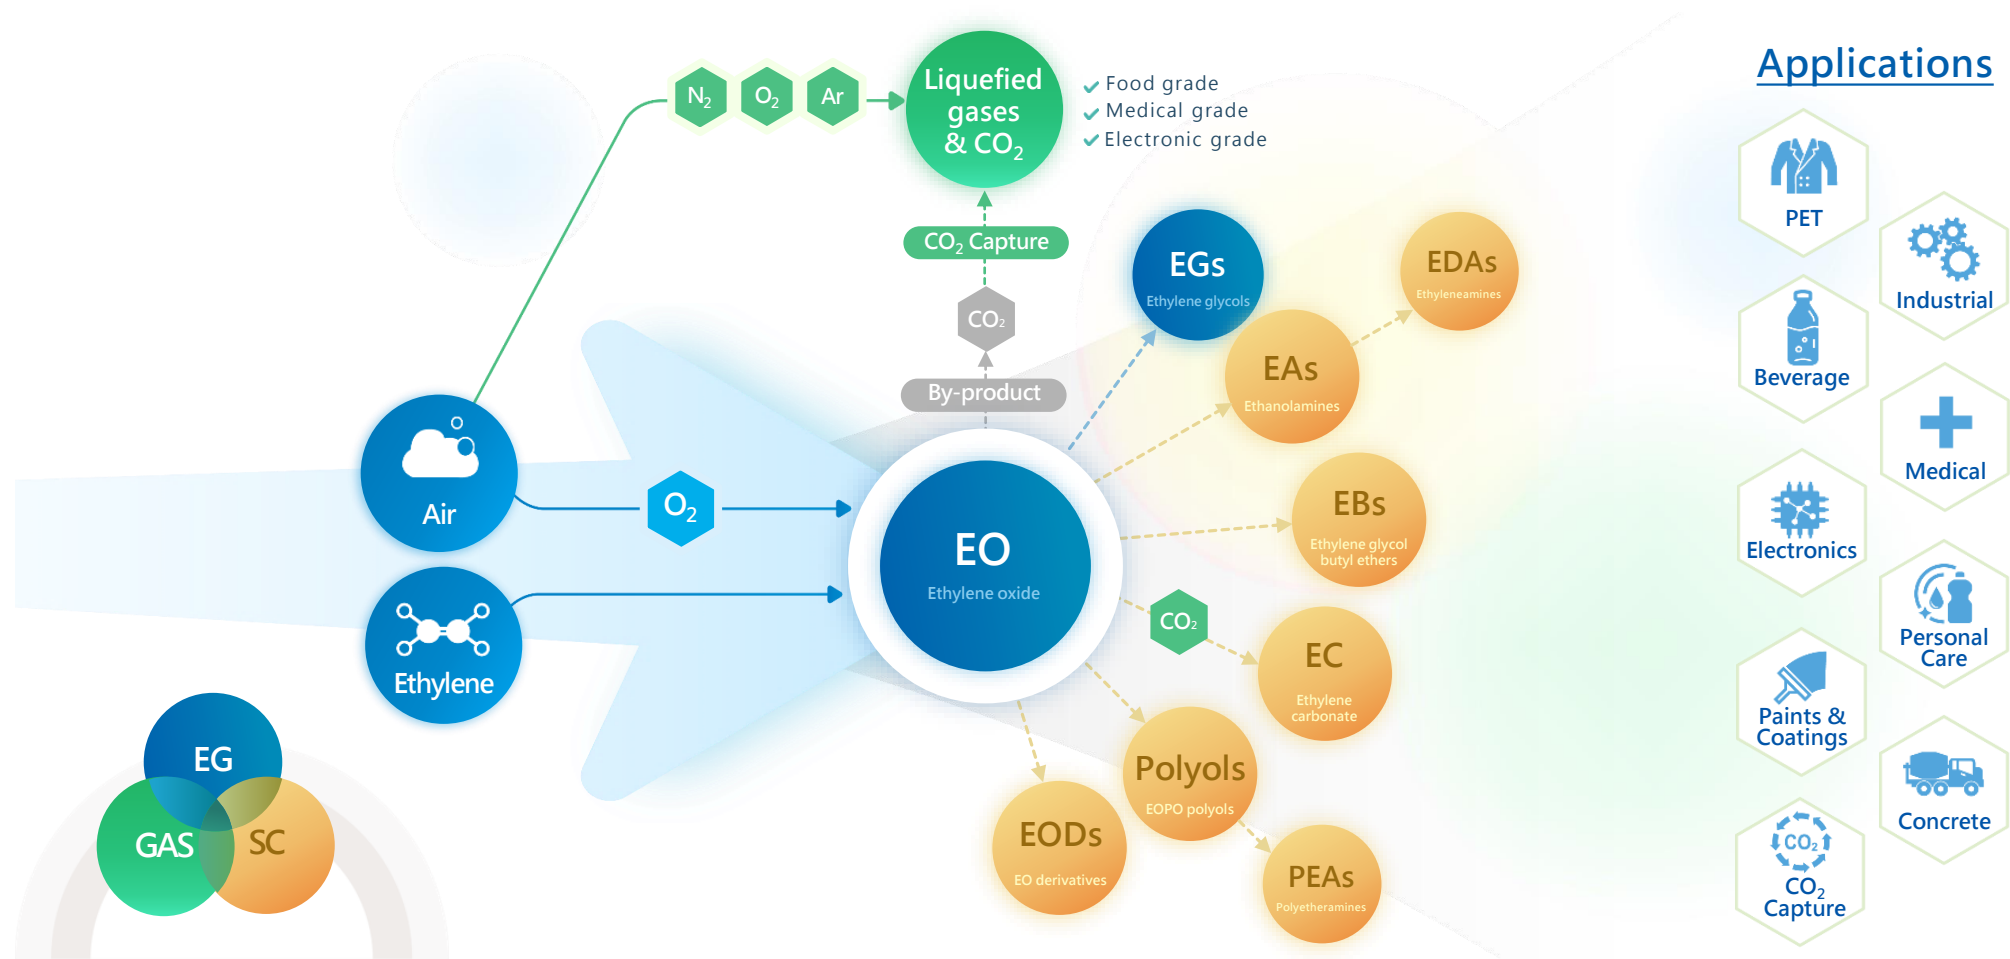 Applications
N₂
O₂
Ar
Liquefied
gases
& CO₂
Food grade
Medical grade
Electronic grade
CO₂ Capture
CO₂
By-product
Air
O₂
Ethylene
EO
Ethylene oxide
EGs
Ethylene glycols
EAs
Ethanolamines
EDAs
Ethyleneamines
EBs
Ethylene glycol
butyl ethers
CO₂
EC
Ethylene
carbonate
Polyols
EOPO polyols
PEAs
Polyetheramines
EODs
EO derivatives
EG
GAS
SC
PET
Industrial
Beverage
Medical
Electronics
Personal
Care
Paints &
Coatings
Concrete
CO₂
CO₂
Capture